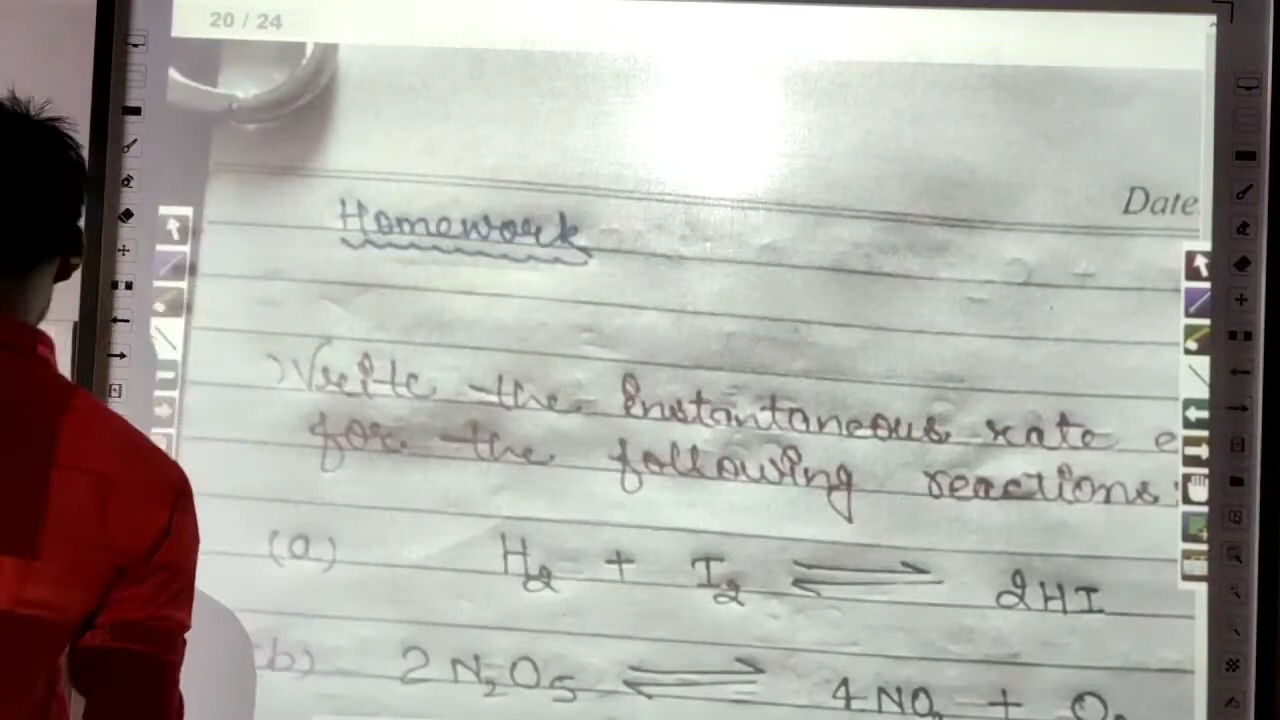 20 / 24
Date
Homework
Write the instantaneous rate e
for the following reactions:
(a) H₂ + I₂ ⇌ 2HI
(b) 2N₂O₅ ⇌ 4NO₂ + O₂